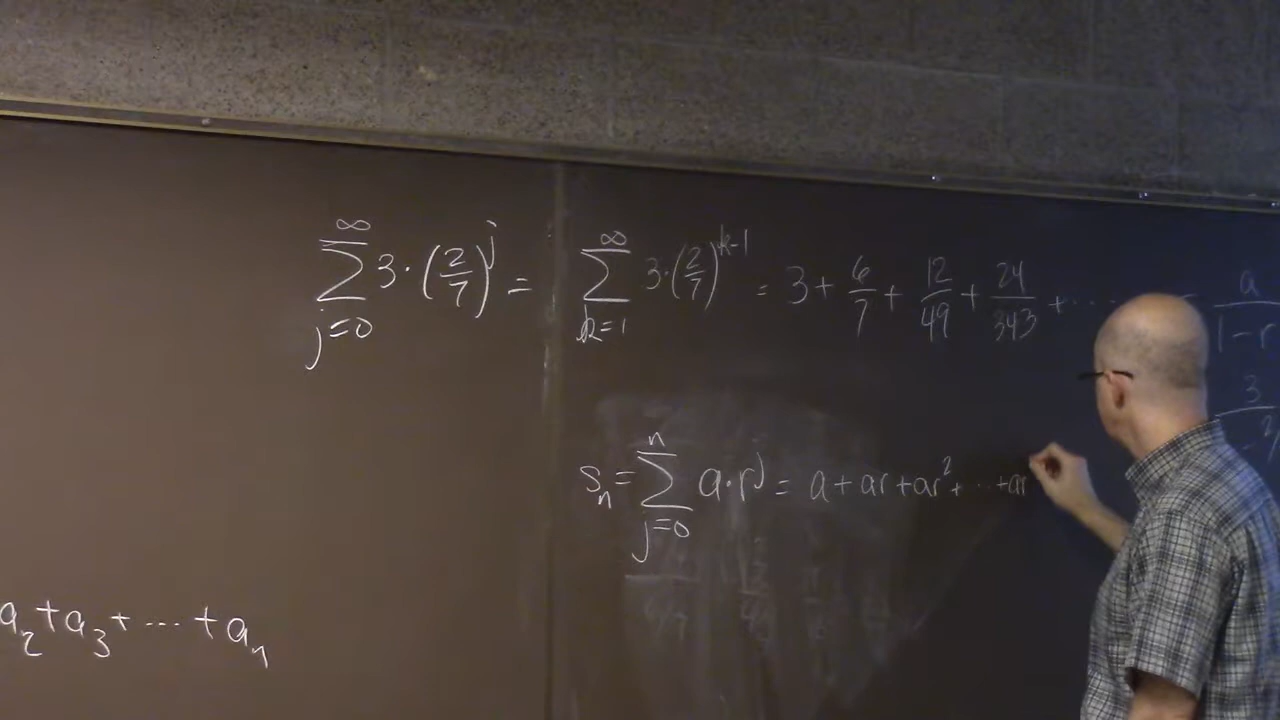 ∞ ∑ j=0 3·(2/7)^j = ∞ ∑ k=1 3·(2/7)^{k-1} = 3 + 6/7 + 12/49 + 24/343 + ···· = a/(1-r
3
s_n = n ∑ j=0 a·r^j = a + ar + ar^2 + ··· + ar
a_2 + a_3 + ··· + a_n